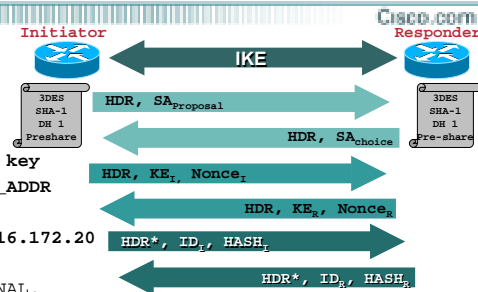 Cisco.com
Initiator
Responder
IKE
3DES
SHA-1
DH 1
Preshare
3DES
SHA-1
DH 1
Pre-share
HDR, SAProposal
HDR, SAchoice
key
_ADDR
HDR, KEI, NonceI
HDR, KER, NonceR
16.172.20
HDR*, IDI, HASHI
HDR*, IDR, HASHR